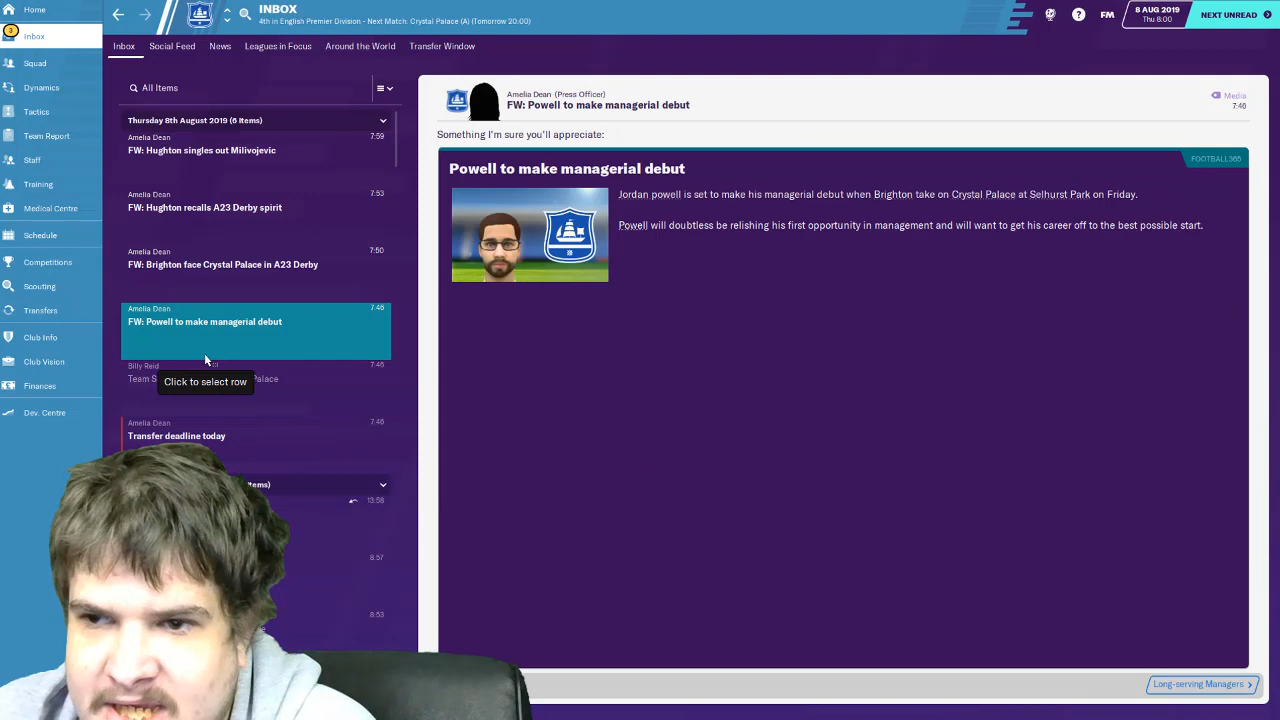 Home
INBOX
4th in English Premier Division - Next Match: Crystal Palace (A) (Tomorrow 20:00)
?
FM
8 AUG 2019
Thu 8:00
NEXT UNREAD
3
Inbox
Squad
Dynamics
Tactics
Team Report
Staff
Training
Medical Centre
Schedule
Competitions
Scouting
Transfers
Club Info
Club Vision
Finances
Dev. Centre
Inbox
Social Feed
News
Leagues in Focus
Around the World
Transfer Window
All Items
Thursday 8th August 2019 (6 Items)
Amelia Dean
7:59
FW: Hughton singles out Milivojevic
Amelia Dean
7:53
FW: Hughton recalls A23 Derby spirit
Amelia Dean
7:50
FW: Brighton face Crystal Palace in A23 Derby
Amelia Dean
7:46
FW: Powell to make managerial debut
Billy Reid
7:46
Team S
Palace
Click to select row
Amelia Dean
7:46
Transfer deadline today
tems)
13:58
8:57
8:53
Amelia Dean (Press Officer)
FW: Powell to make managerial debut
Media
7:40
Something I'm sure you'll appreciate:
FOOTBALL365
Powell to make managerial debut
Jordan powell is set to make his managerial debut when Brighton take on Crystal Palace at Selhurst Park on Friday.
Powell will doubtless be relishing his first opportunity in management and will want to get his career off to the best possible start.
Long-serving Managers